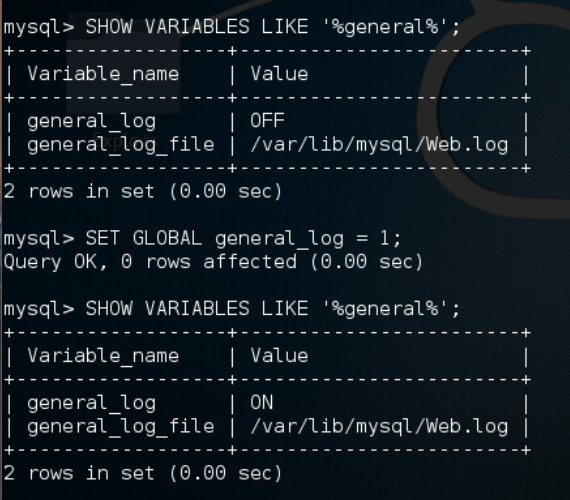 mysql> SHOW VARIABLES LIKE '%general%';
+------------------+-------------------------+
| Variable_name    | Value                   |
+------------------+-------------------------+
| general_log      | OFF                     |
| general_log_file | /var/lib/mysql/Web.log |
+------------------+-------------------------+
2 rows in set (0.00 sec)
mysql> SET GLOBAL general_log = 1;
Query OK, 0 rows affected (0.00 sec)
mysql> SHOW VARIABLES LIKE '%general%';
+------------------+-------------------------+
| Variable_name    | Value                   |
+------------------+-------------------------+
| general_log      | ON                      |
| general_log_file | /var/lib/mysql/Web.log |
+------------------+-------------------------+
2 rows in set (0.00 sec)